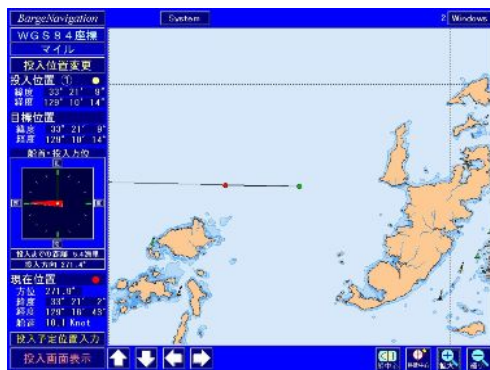 BargeNavigation
System
2 Windows
WGS84座標
マイル
投入位置変更
投入位置 ①
緯度 33° 21' 9"
経度 129° 10' 14"
目標位置
緯度 33° 21' 9"
経度 129° 10' 14"
船首・投入方位
投入までの距離 5.4海里
投入方向 271.4°
現在位置
方位 271.0°
緯度 33° 21' 2"
経度 129° 16' 43"
船速 10.1 Knot
投入予定位置入力
投入画面表示